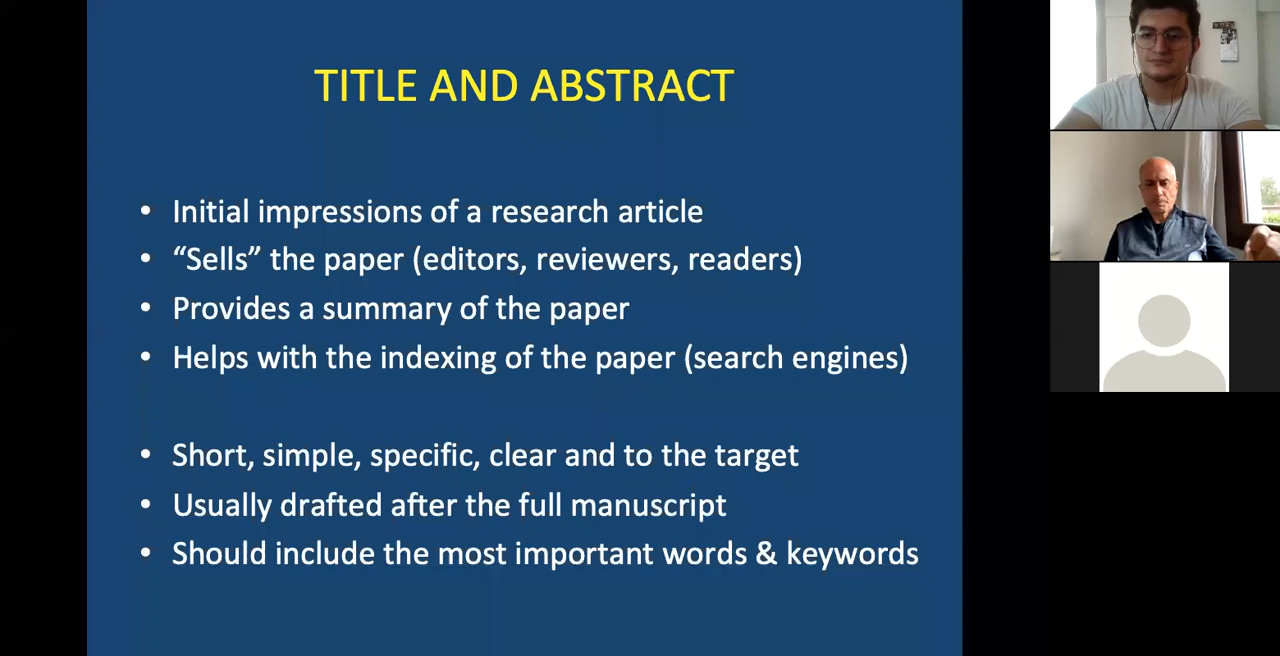 TITLE AND ABSTRACT
• Initial impressions of a research article
• “Sells” the paper (editors, reviewers, readers)
• Provides a summary of the paper
• Helps with the indexing of the paper (search engines)
• Short, simple, specific, clear and to the target
• Usually drafted after the full manuscript
• Should include the most important words & keywords